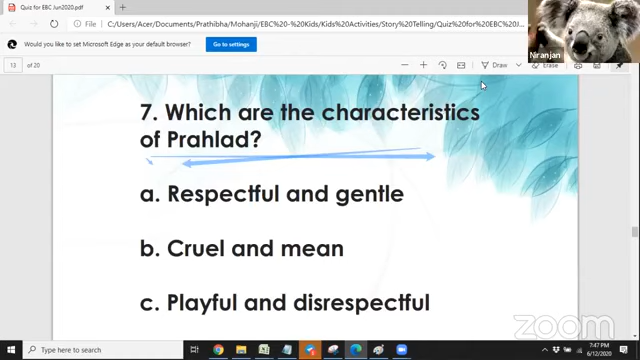 Quiz for EBC Jun2020.pdf
File
C:/Users/Acer/Documents/Prathibha/Mohanji/EBC%20-%20Kids/Kids%20Activities/Story%20Telling/Quiz%20for%20EBC%20J...
Would you like to set Microsoft Edge as your default browser?
Go to settings
Niranjan
13 of 20
Draw
Erase
7. Which are the characteristics
of Prahlad?
a. Respectful and gentle
b. Cruel and mean
c. Playful and disrespectful
zoom
Type here to search
7:47 PM
6/12/2020